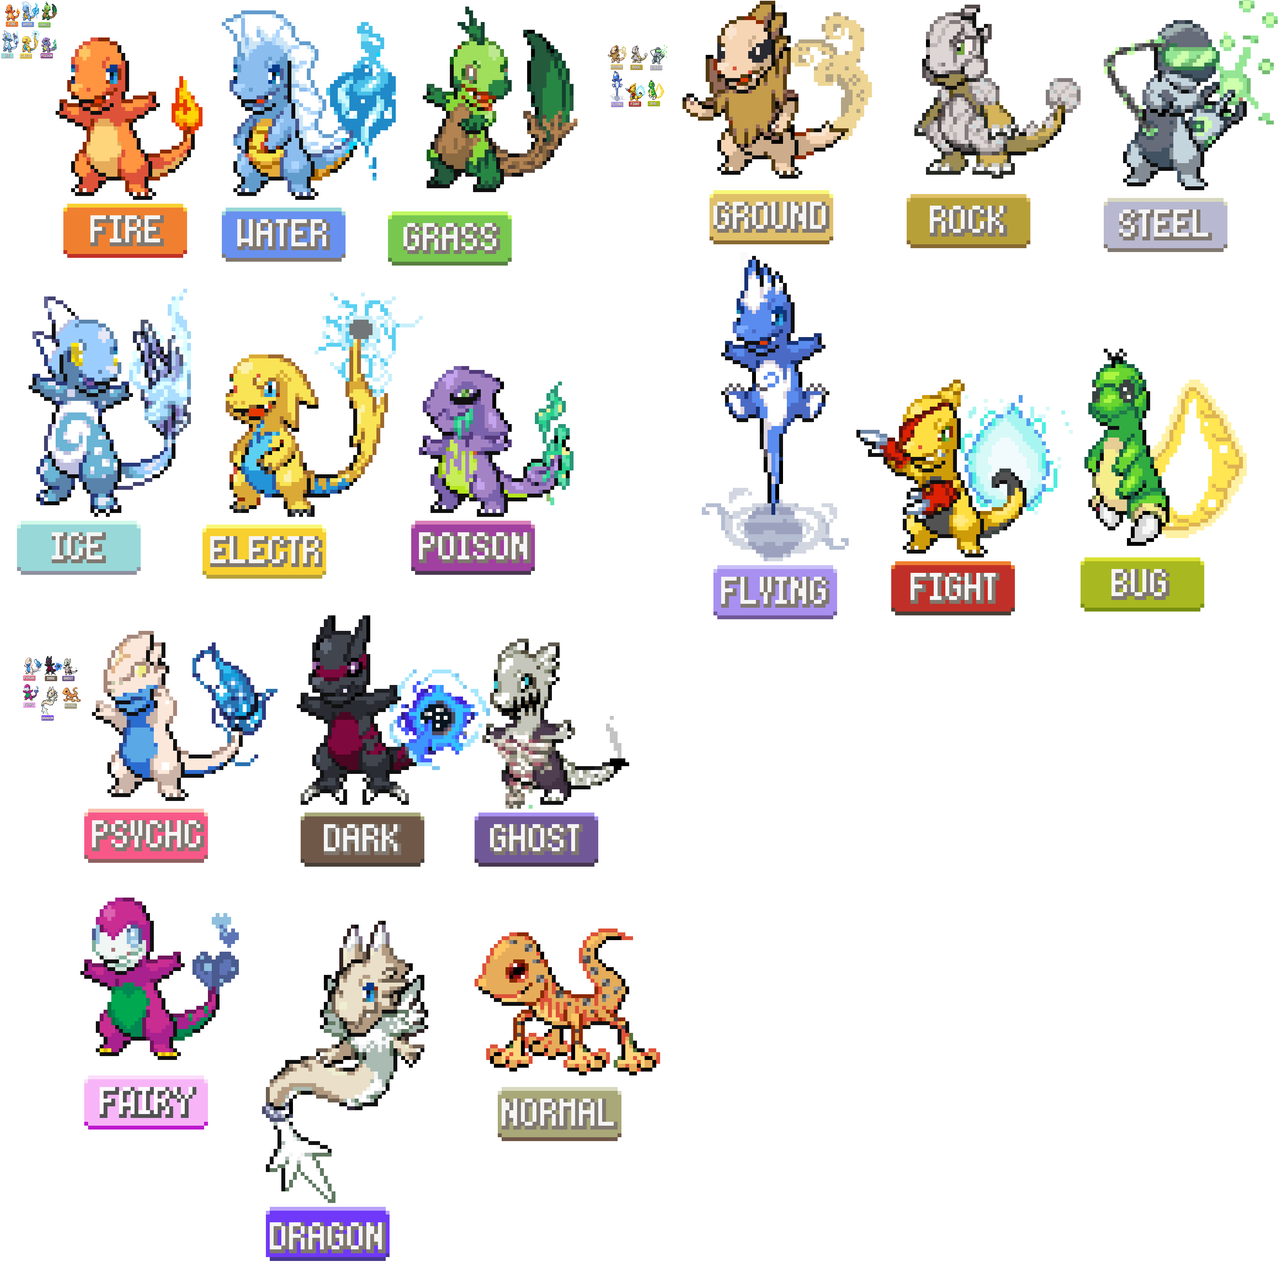 FIRE
WATER
GRASS
GROUND
ROCK
STEEL
ICE
ELECTR
POISON
FLYING
FIGHT
BUG
PSYCHC
DARK
GHOST
FAIRY
DRAGON
NORMAL